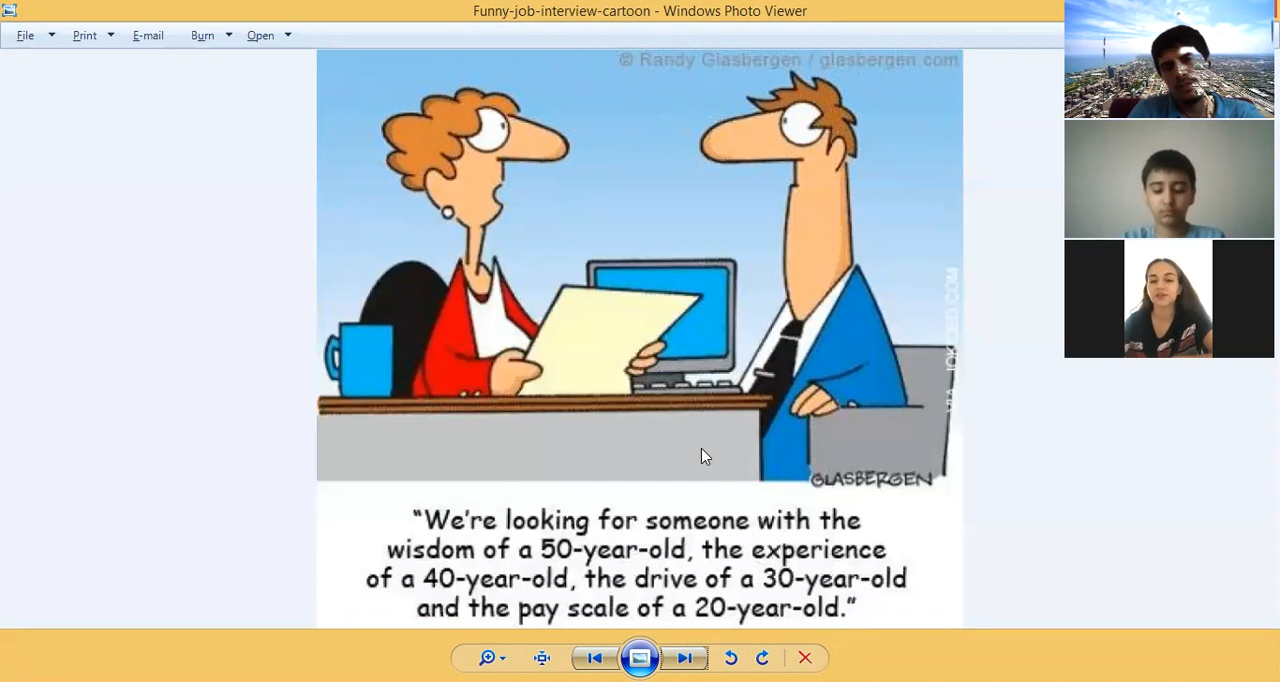 Funny-job-interview-cartoon - Windows Photo Viewer
File Print E-mail Burn Open
© Randy Glasbergen / glasbergen.com
GLASBERGEN
“We’re looking for someone with the
wisdom of a 50-year-old, the experience
of a 40-year-old, the drive of a 30-year-old
and the pay scale of a 20-year-old.”